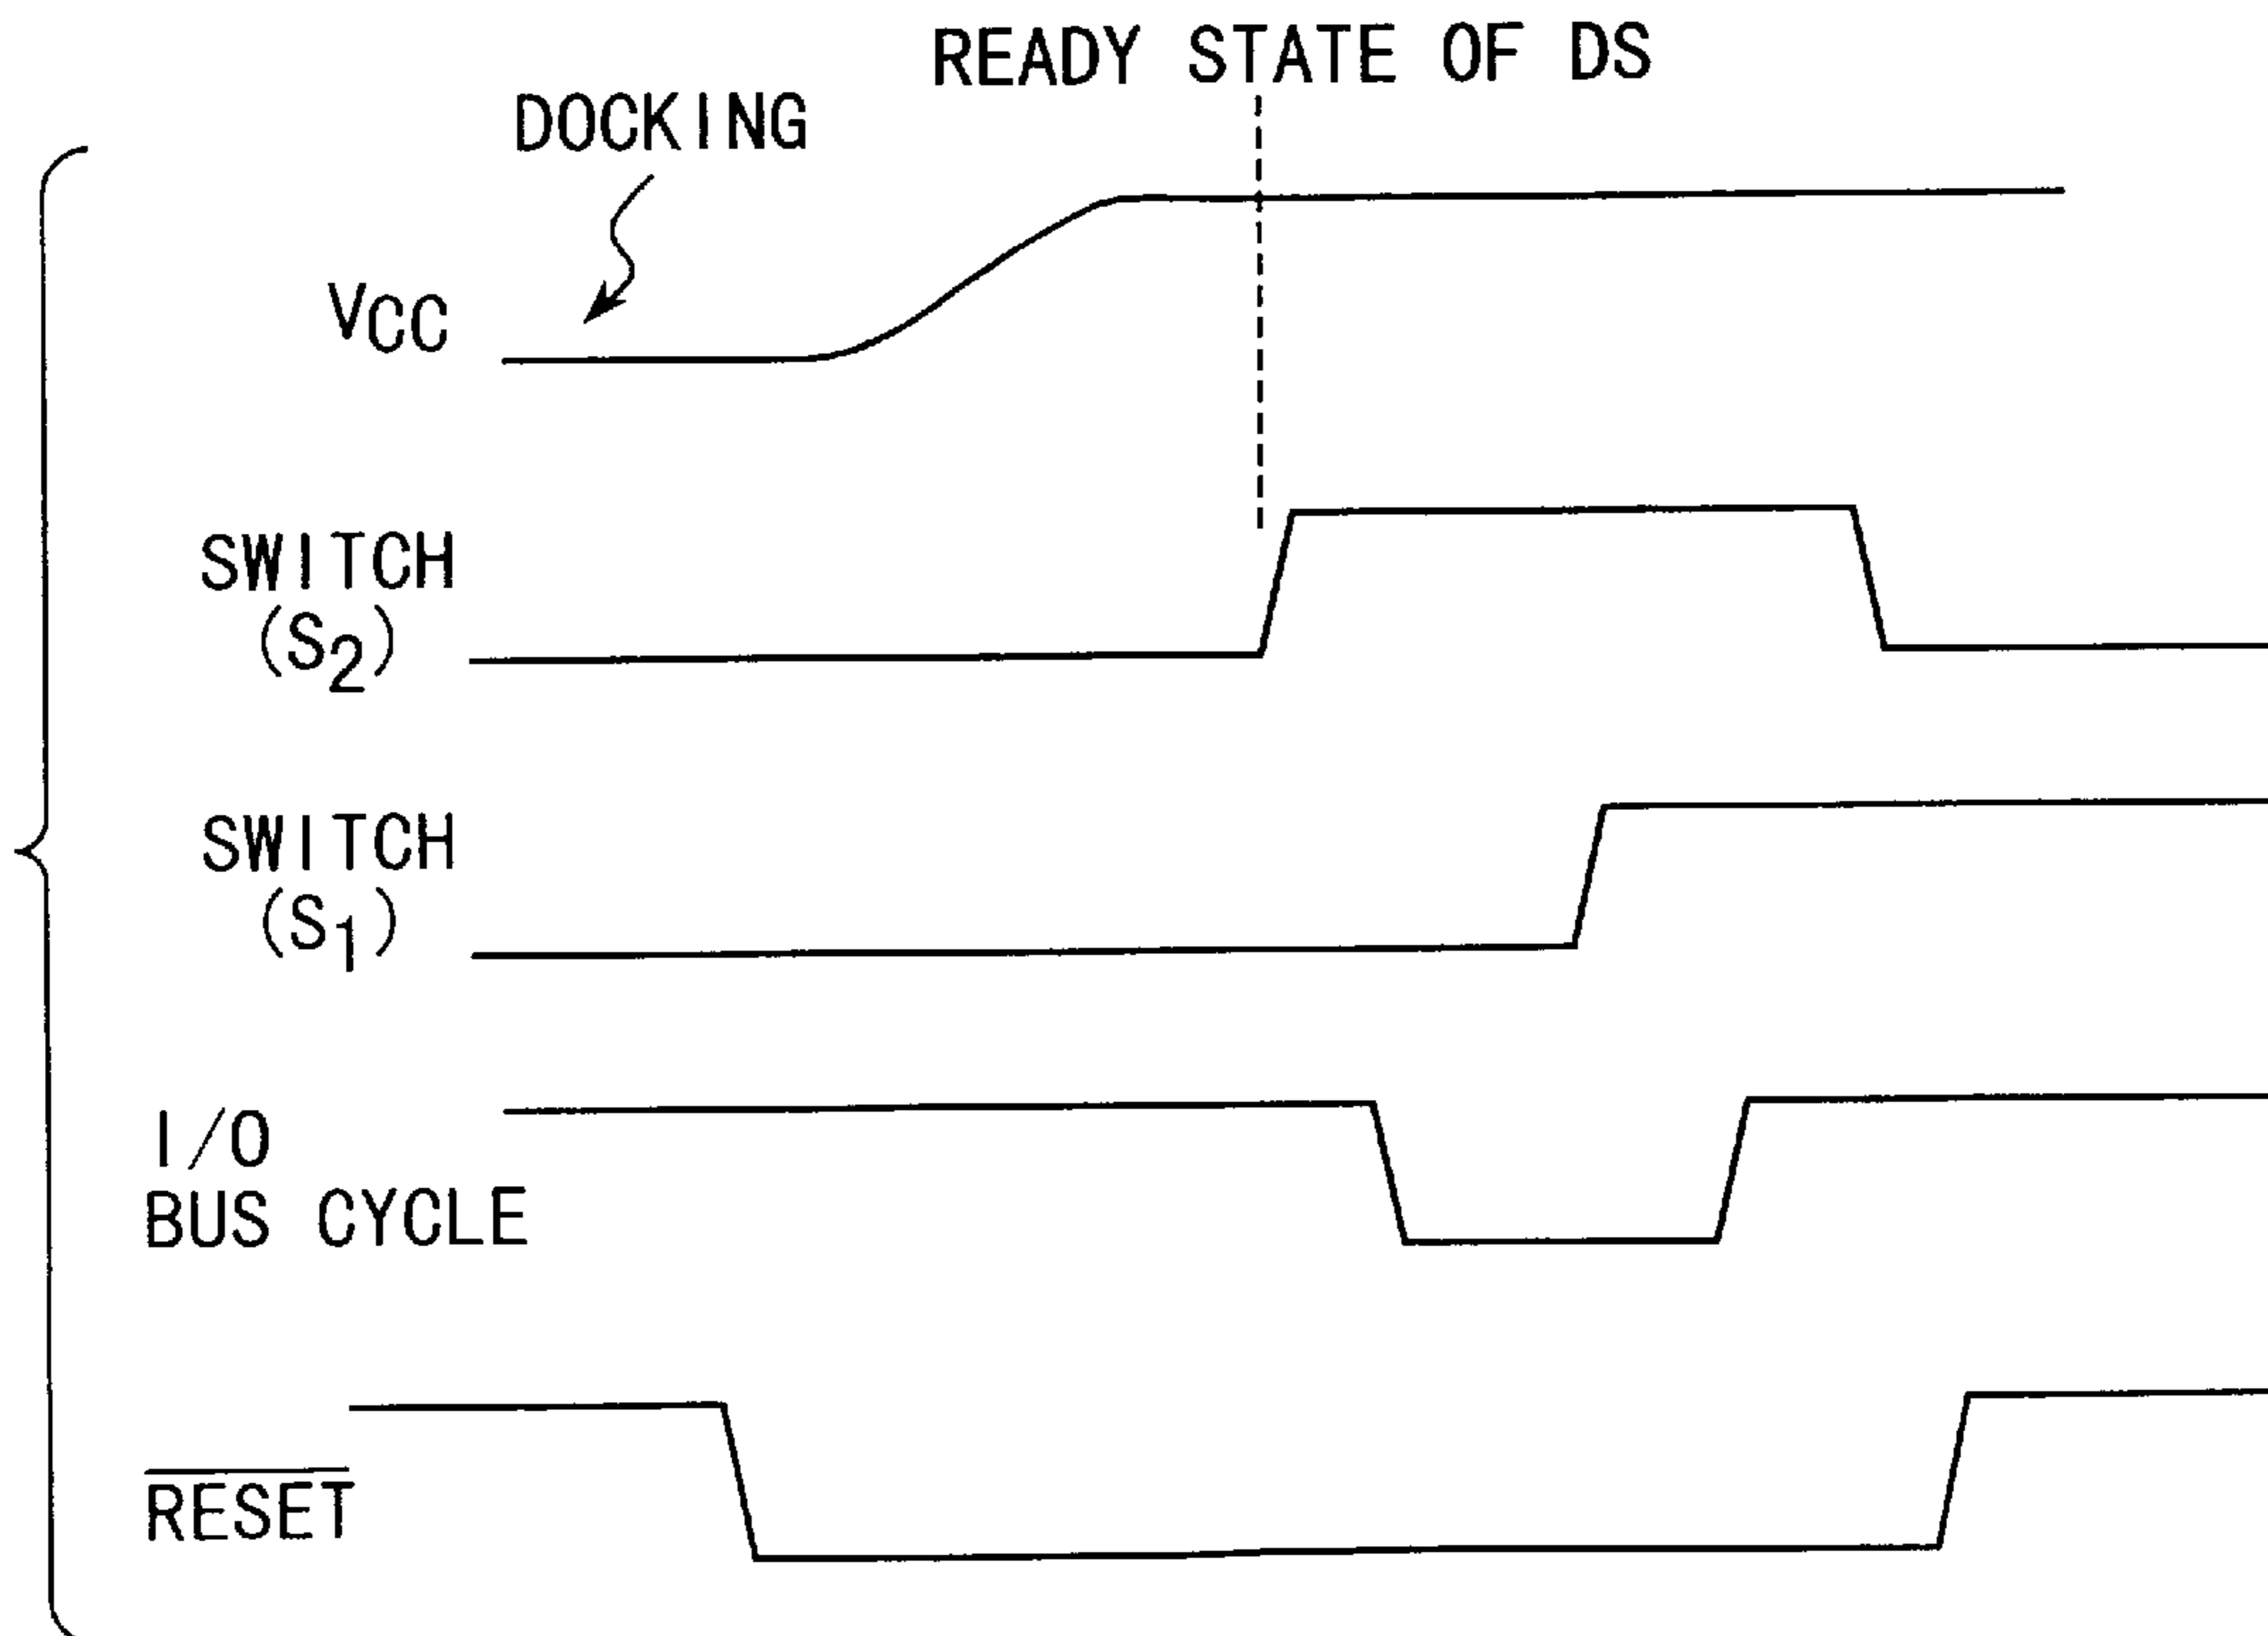 READY STATE OF DS
DOCKING
VCC
SWITCH
(S2)
SWITCH
(S1)
I/O
BUS CYCLE
RESET